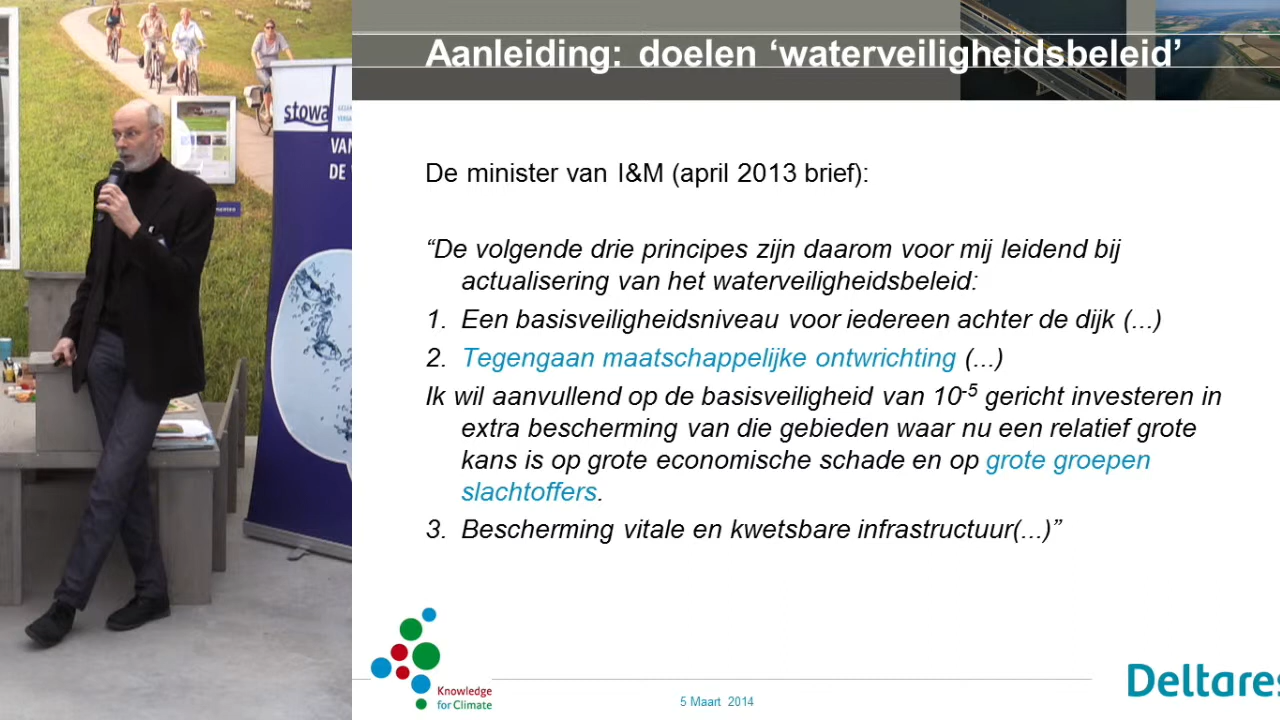 Aanleiding: doelen ‘waterveiligheidsbeleid’
De minister van I&M (april 2013 brief):
“De volgende drie principes zijn daarom voor mij leidend bij
actualisering van het waterveiligheidsbeleid:
1. Een basisveiligheidsniveau voor iedereen achter de dijk (...)
2. Tegengaan maatschappelijke ontwrichting (...)
Ik wil aanvullend op de basisveiligheid van 10⁻⁵ gericht investeren in
extra bescherming van die gebieden waar nu een relatief grote
kans is op grote economische schade en op grote groepen
slachtoffers.
3. Bescherming vitale en kwetsbare infrastructuur(...)”
Knowledge
for Climate
5 Maart 2014
Deltares
stowa
VAN
DE